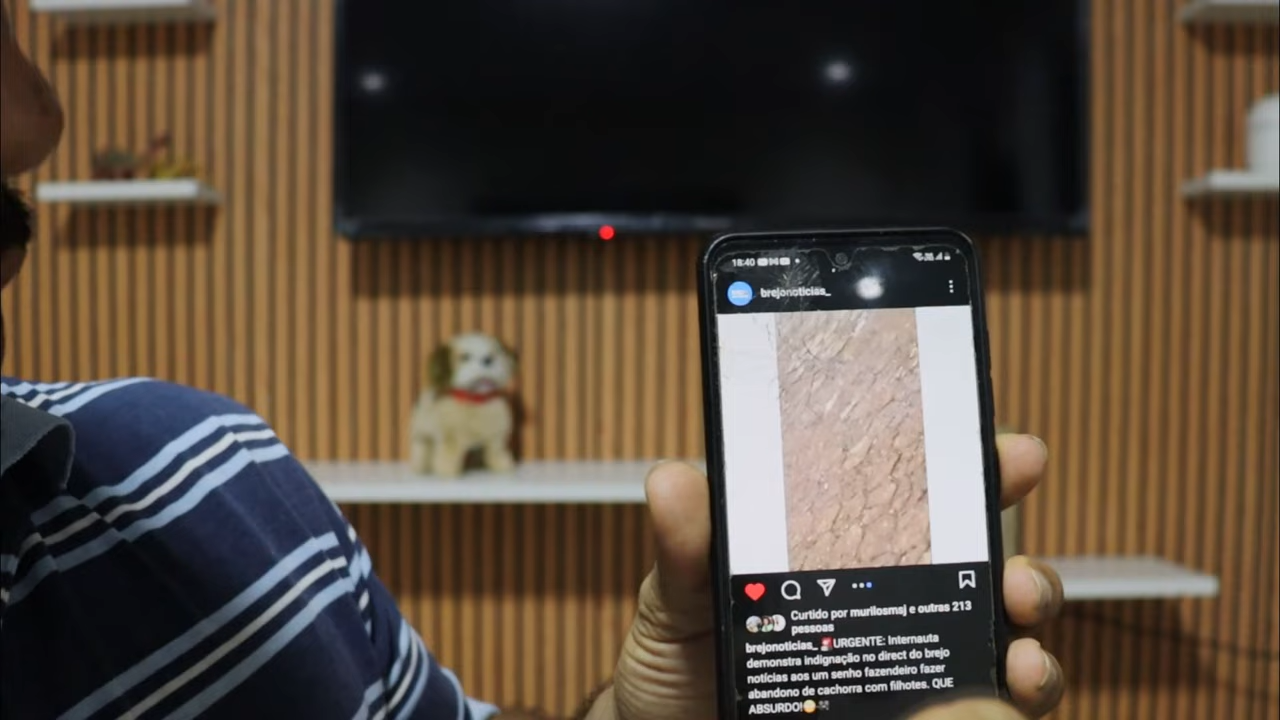 18:40
brejonoticias_
Curtido por murilosmsj e outras 213
pessoas
brejonoticias_ 🚨URGENTE: Internauta
demonstra indignação no direct do brejo
notícias aos um senho fazendeiro fazer
abandono de cachorra com filhotes. QUE
ABSURDO!